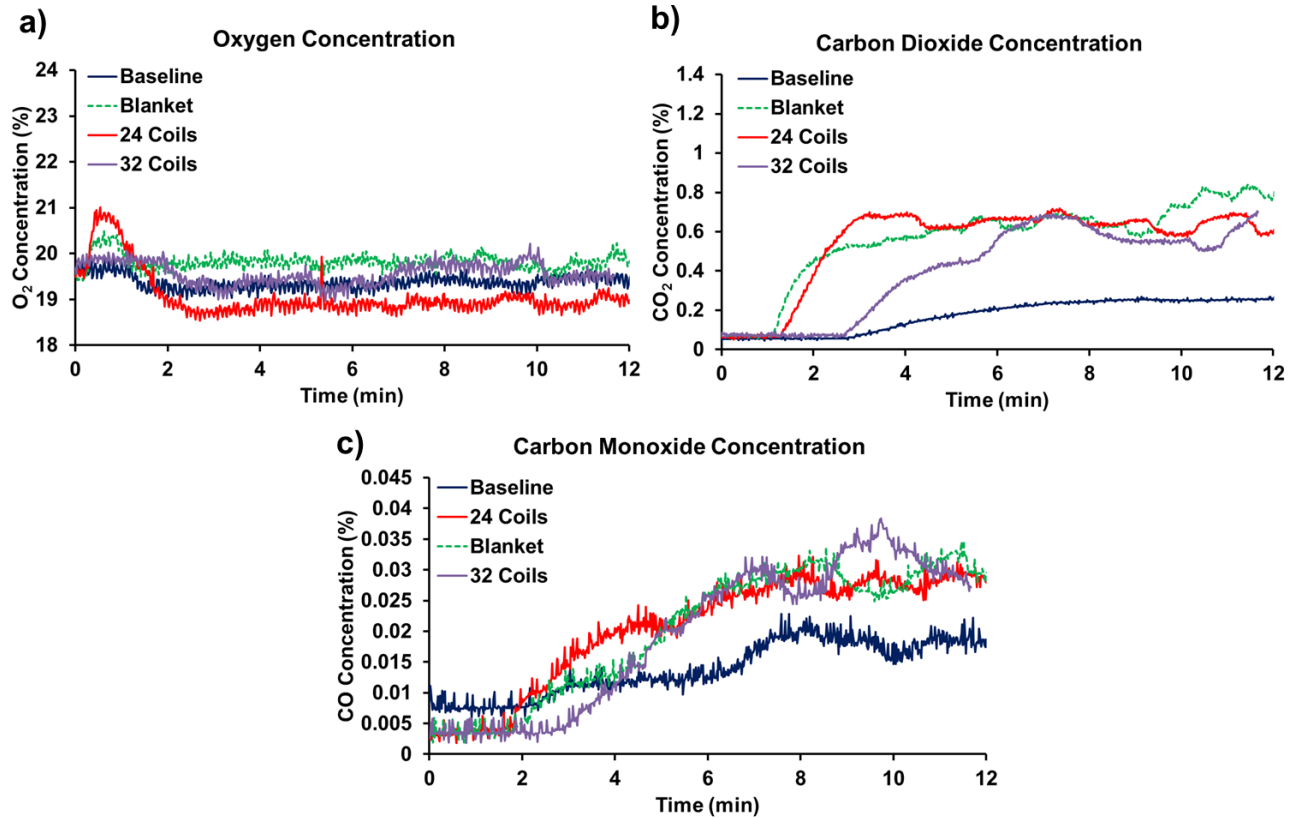 a)
Oxygen Concentration
24
23
22
21
20
19
18
O2 Concentration (%)
Baseline
Blanket
24 Coils
32 Coils
0 2 4 6 8 10 12
Time (min)
b)
Carbon Dioxide Concentration
1.4
1.2
1
0.8
0.6
0.4
0.2
0
CO2 Concentration (%)
Baseline
Blanket
24 Coils
32 Coils
0 2 4 6 8 10 12
Time (min)
c)
Carbon Monoxide Concentration
0.045
0.04
0.035
0.03
0.025
0.02
0.015
0.01
0.005
0
CO Concentration (%)
Baseline
24 Coils
Blanket
32 Coils
0 2 4 6 8 10 12
Time (min)